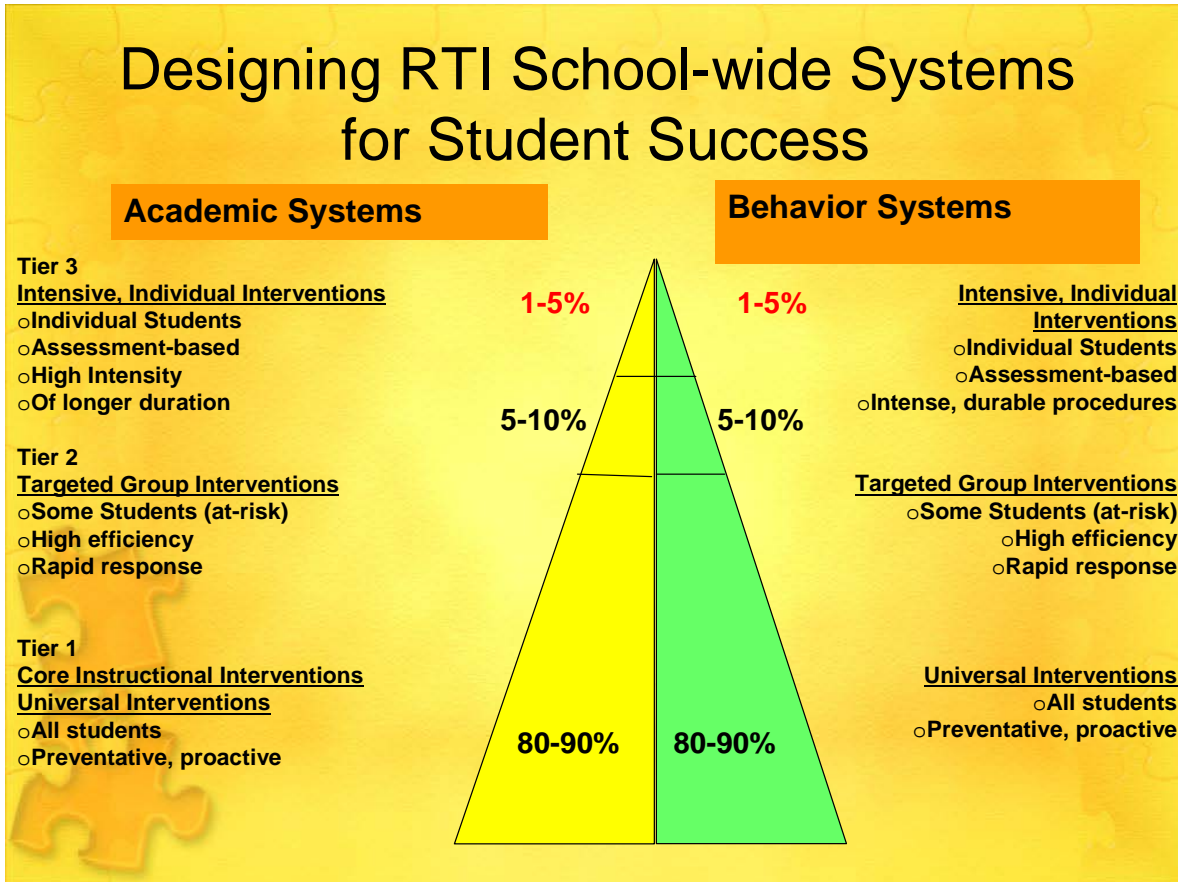 Designing RTI School-wide Systems
for Student Success
Academic Systems
Behavior Systems
Tier 3
Intensive, Individual Interventions
oIndividual Students
oAssessment-based
oHigh Intensity
oOf longer duration
Tier 2
Targeted Group Interventions
oSome Students (at-risk)
oHigh efficiency
oRapid response
Tier 1
Core Instructional Interventions
Universal Interventions
oAll students
oPreventative, proactive
1-5%
1-5%
5-10%
5-10%
80-90%
80-90%
Intensive, Individual
Interventions
oIndividual Students
oAssessment-based
oIntense, durable procedures
Targeted Group Interventions
oSome Students (at-risk)
oHigh efficiency
oRapid response
Universal Interventions
oAll students
oPreventative, proactive